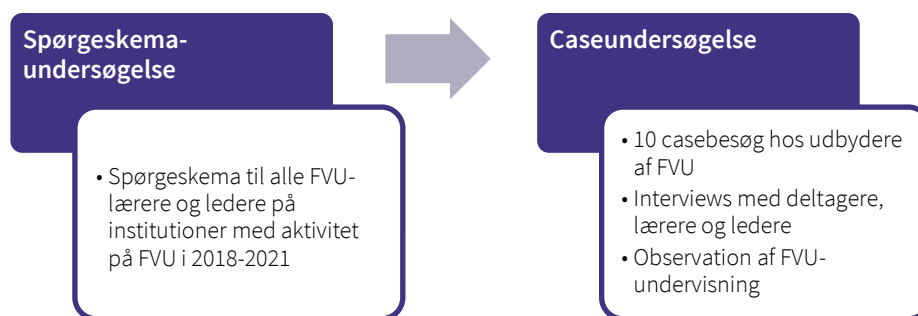 Spørgeskema-
undersøgelse
• Spørgeskema til alle FVU-
lærere og ledere på
institutioner med aktivitet
på FVU i 2018-2021
Caseundersøgelse
• 10 casebesøg hos udbydere
af FVU
• Interviews med deltagere,
lærere og ledere
• Observation af FVU-
undervisning